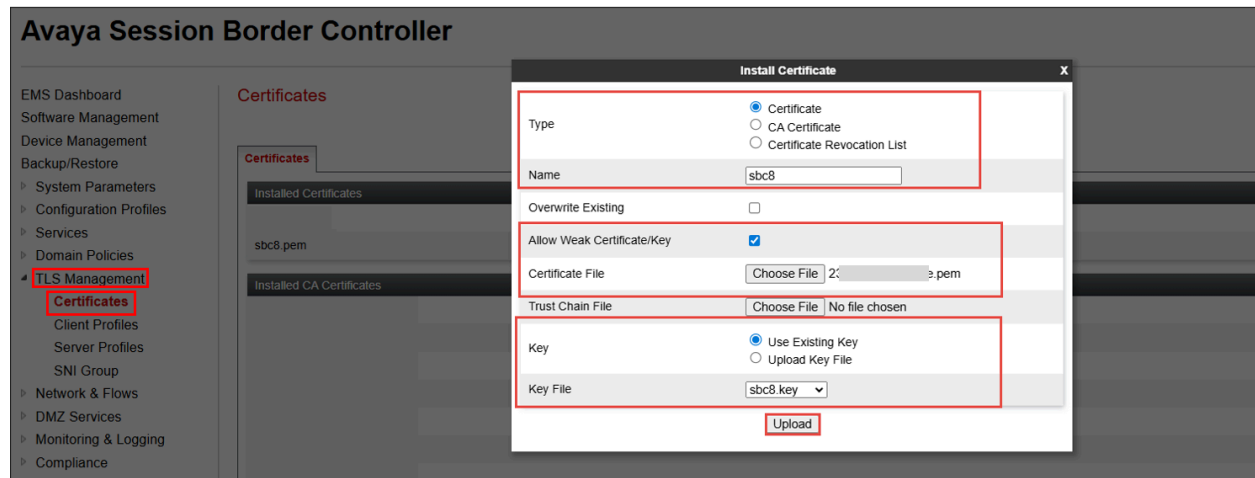 Avaya Session Border Controller
EMS Dashboard
Software Management
Device Management
Backup/Restore
System Parameters
Configuration Profiles
Services
Domain Policies
TLS Management
Certificates
Client Profiles
Server Profiles
SNI Group
Network & Flows
DMZ Services
Monitoring & Logging
Compliance
Certificates
Certificates
Installed Certificates
sbc8.pem
Installed CA Certificates
Install Certificate X
Type
Certificate
CA Certificate
Certificate Revocation List
Name sbc8
Overwrite Existing
Allow Weak Certificate/Key
Certificate File Choose File 23 e.pem
Trust Chain File Choose File No file chosen
Key
Use Existing Key
Upload Key File
Key File sbc8.key
Upload